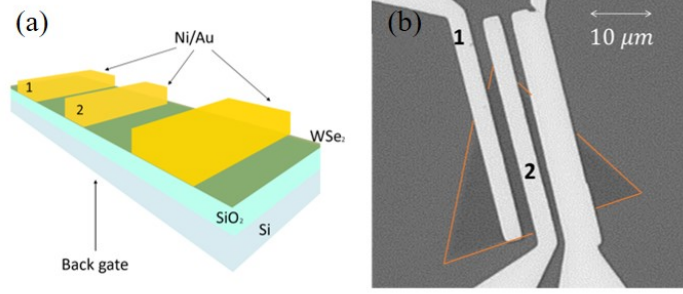 (a)
Ni/Au
1
2
WSe₂
SiO₂
Si
Back gate
(b)
1
10 μm
2